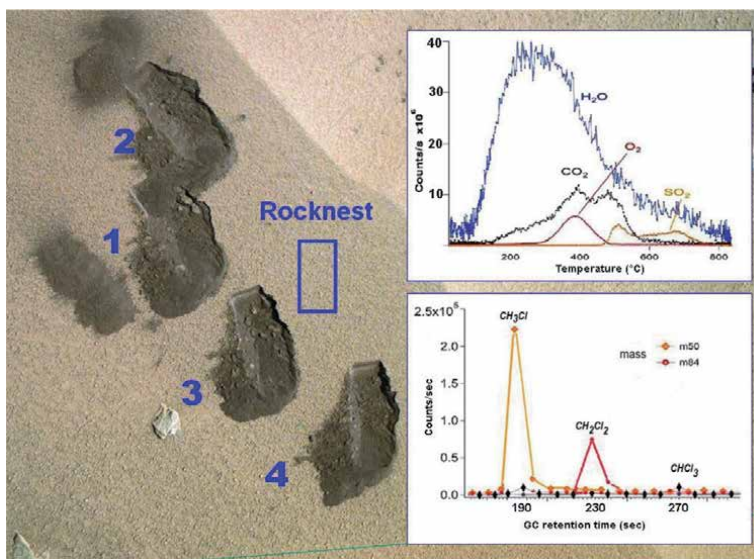 2
1
Rocknest
3
4
40
30
20
10
Counts/s x10⁶
H₂O
O₂
CO₂
SO₂
200
400
600
800
Temperature (°C)
2.5x10⁶
2.0
1.5
1.0
0.5
0.0
Counts/sec
CH₃Cl
mass
m50
m84
CH₂Cl₂
CHCl₃
190
230
270
GC retention time (sec)